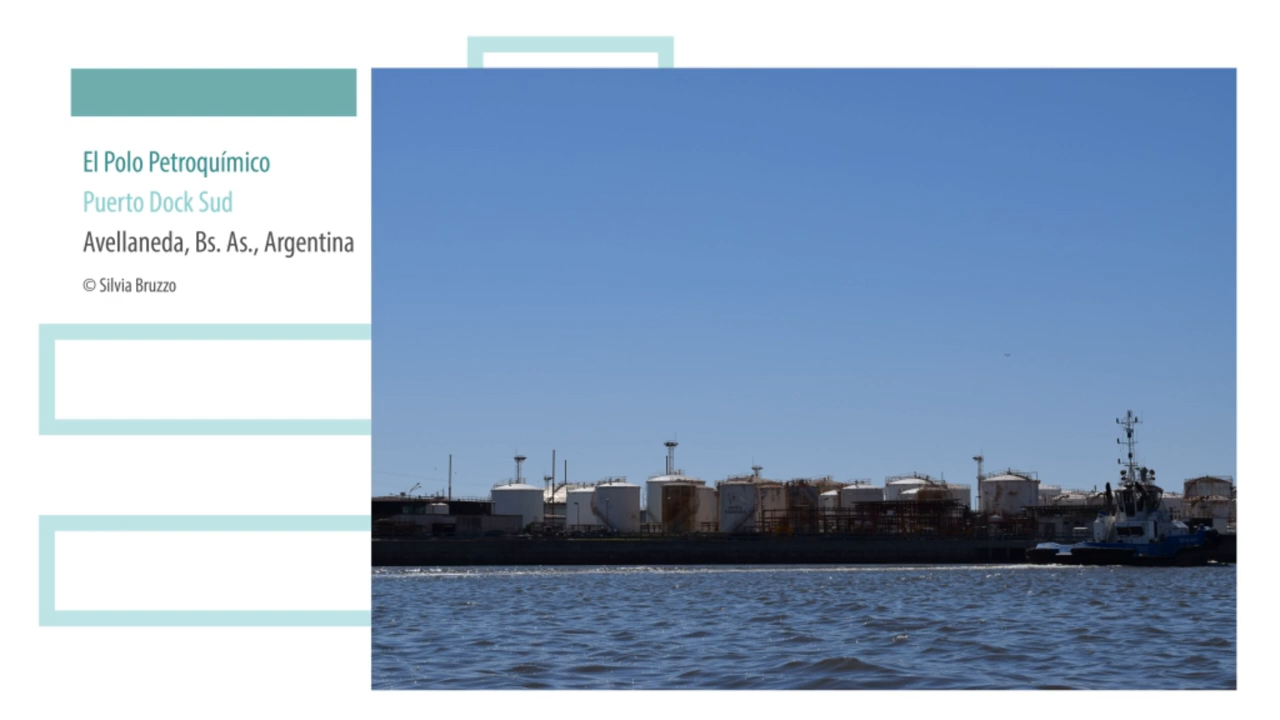 El Polo Petroquímico
Puerto Dock Sud
Avellaneda, Bs. As., Argentina
© Silvia Bruzzo